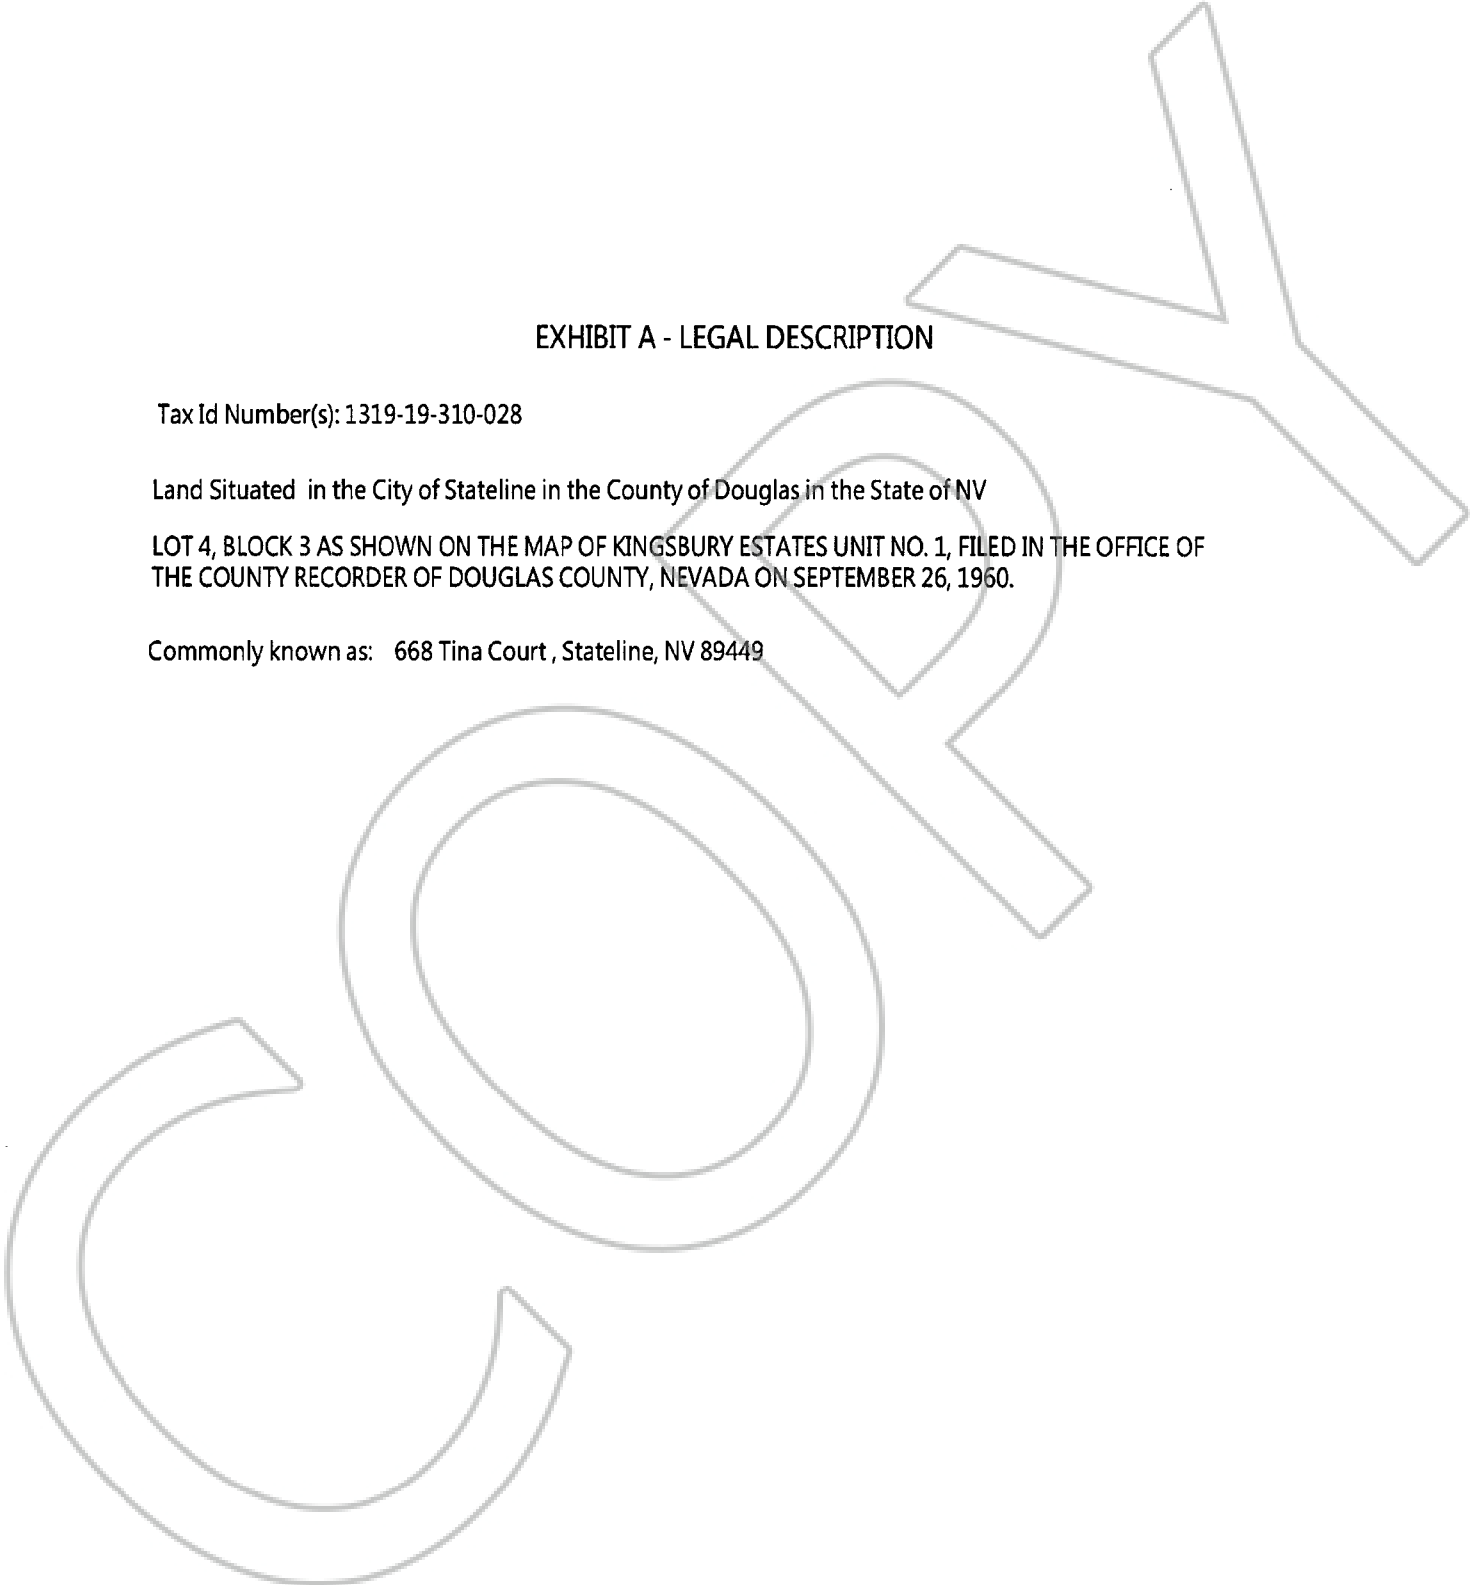 EXHIBIT A - LEGAL DESCRIPTION
Tax Id Number(s): 1319-19-310-028
Land Situated in the City of Stateline in the County of Douglas in the State of NV
LOT 4, BLOCK 3 AS SHOWN ON THE MAP OF KINGSBURY ESTATES UNIT NO. 1, FILED IN THE OFFICE OF
THE COUNTY RECORDER OF DOUGLAS COUNTY, NEVADA ON SEPTEMBER 26, 1960.
Commonly known as: 668 Tina Court , Stateline, NV 89449
COPY